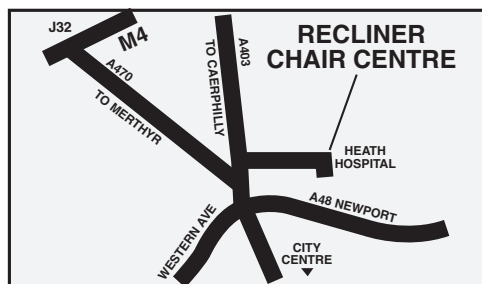 J32
M4
A470
TO MERTHYR
A403
TO CAERPHILLY
RECLINER
CHAIR CENTRE
HEATH
HOSPITAL
WESTERN AVE
A48 NEWPORT
CITY
CENTRE